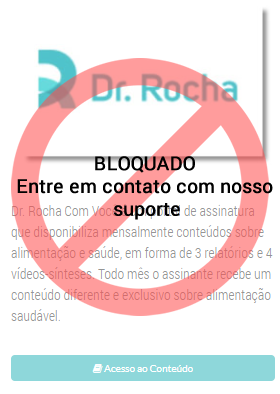 Dr. Rocha
BLOQUADO
Entre em contato com nosso
suporte
Dr. Rocha Com Você de assinatura
que disponibiliza mensalmente conteúdos sobre
alimentação e saúde, em forma de 3 relatórios e 4
vídeos-sínteses. Todo mês o assinante recebe um
conteúdo diferente e exclusivo sobre alimentação
saudável.
Acesso ao Conteúdo